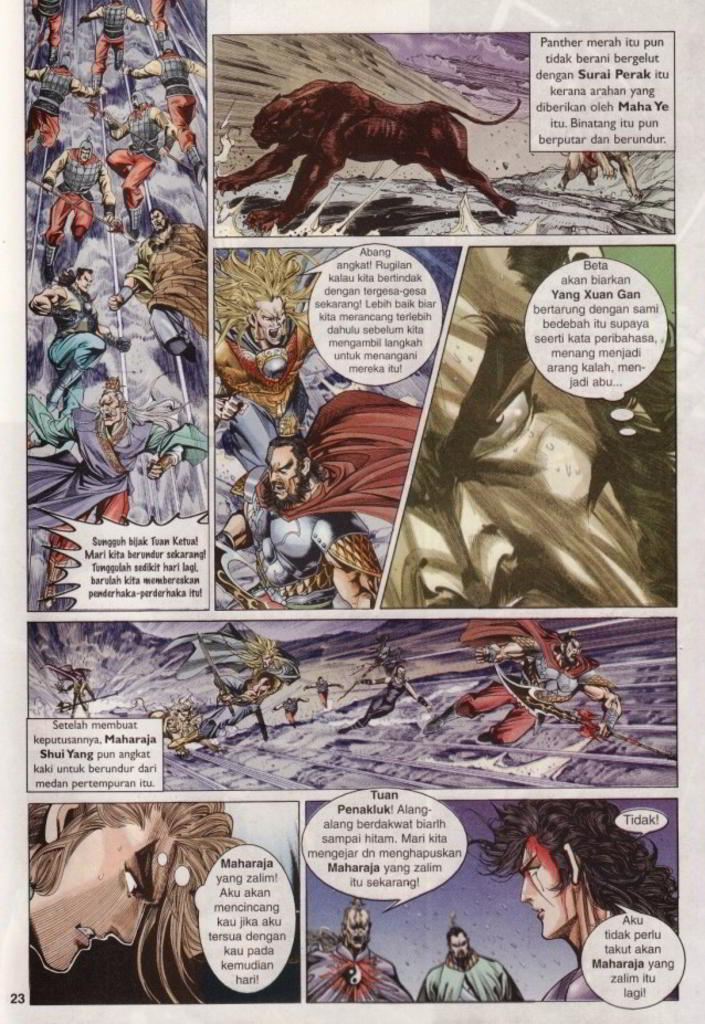 Panther merah itu pun
tidak berani bergelut
dengan Surai Perak itu
kerana arahan yang
diberikan oleh Maha Ye
itu. Binatang itu pun
berputar dan berundur.
Sungguh bijak Tuan Ketua!
Mari kita berundur sekarang!
Tunggulah sedikit hari lagi,
barulah kita membereskan
penderhaka-perderhaka itu!
Abang
angkat! Rugilan
kalau kita bertindak
dengan tergesa-gesa
sekarang! Lebih baik biar
kita merancang terlebih
dahulu sebelum kita
mengambil langkah
untuk menangani
mereka itu!
Beta
akan biarkan
Yang Xuan Gan
bertarung dengan sami
bedebah itu supaya
seerti kata peribahasa,
menang menjadi
arang kalah, men-
jadi abu...
Setelah membuat
keputusannya, Maharaja
Shui Yang pun angkat
kaki untuk berundur dari
medan pertempuran itu.
Maharaja
yang zalim!
Aku akan
mencincang
kau jika aku
tersua dengan
kau pada
kemudian
hari!
Tuan
Penakluk! Alang-
alang berdakwat biarlh
sampai hitam. Mari kita
mengejar dn menghapuskan
Maharaja yang zalim
itu sekarang!
Tidak!
Aku
tidak perlu
takut akan
Maharaja yang
zalim itu
lagi!
23